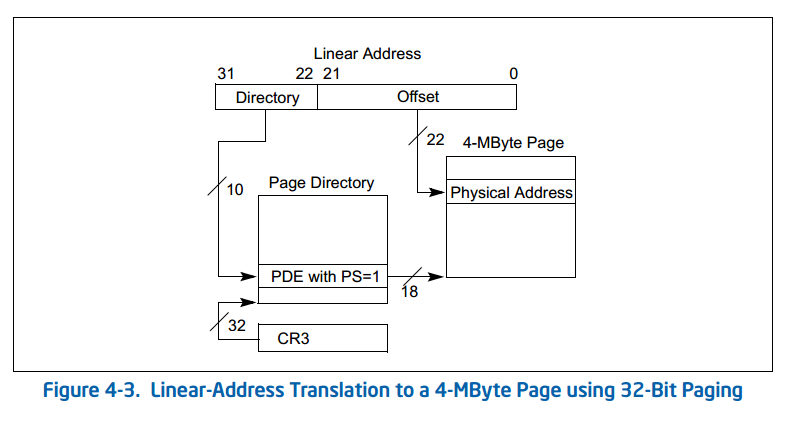 Linear Address
31 22 21 0
Directory Offset
22 4-MByte Page
10 Page Directory
Physical Address
PDE with PS=1
18
32
CR3
Figure 4-3. Linear-Address Translation to a 4-MByte Page using 32-Bit Paging